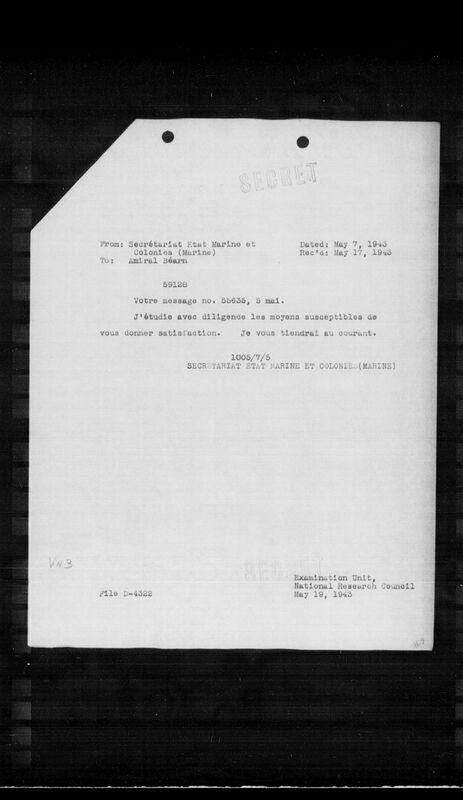 SECRET
From: Secrétariat Etat Marine et Dated: May 7, 1943
Colonies (Marine) Rec'd: May 17, 1943
To: Amiral Béarn
59128
Votre message no. 55635, 5 mai.
J'étudie avec diligence les moyens susceptibles de
vous donner satisfaction. Je vous tiendrai au courant.
1005/7/5
SECRETARIAT ETAT MARINE ET COLONIES(MARINE)
VN3
SECRET
Examination Unit,
National Research Council
File D-4322 May 19, 1943